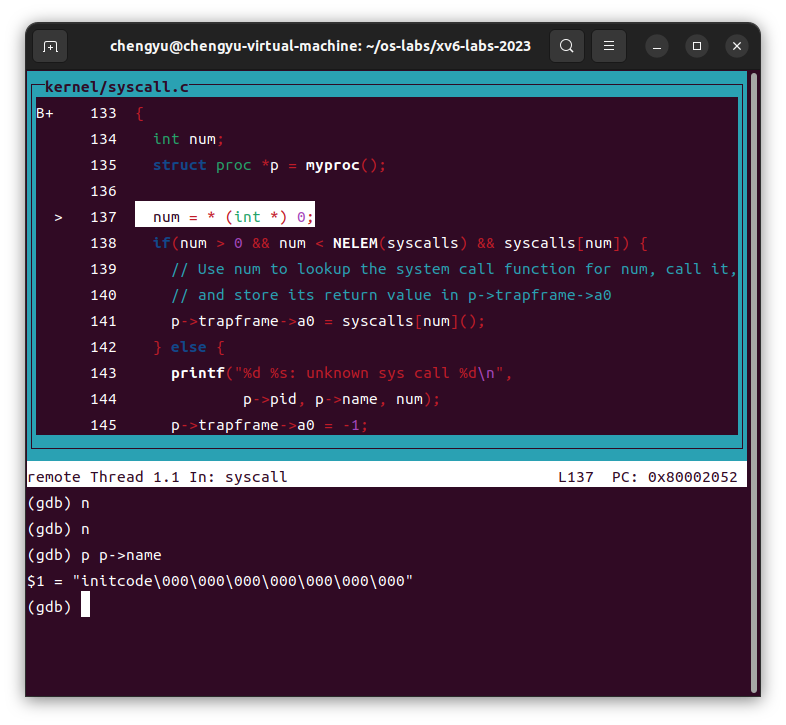 chengyu@chengyu-virtual-machine: ~/os-labs/xv6-labs-2023
kernel/syscall.c
B+ 133 {
134 int num;
135 struct proc *p = myproc();
136
> 137 num = * (int *) 0;
138 if(num > 0 && num < NELEM(syscalls) && syscalls[num]) {
139 // Use num to lookup the system call function for num, call it,
140 // and store its return value in p->trapframe->a0
141 p->trapframe->a0 = syscalls[num]();
142 } else {
143 printf("%d %s: unknown sys call %d\n",
144 p->pid, p->name, num);
145 p->trapframe->a0 = -1;
remote Thread 1.1 In: syscall L137 PC: 0x80002052
(gdb) n
(gdb) n
(gdb) p p->name
$1 = "initcode\000\000\000\000\000\000\000"
(gdb)